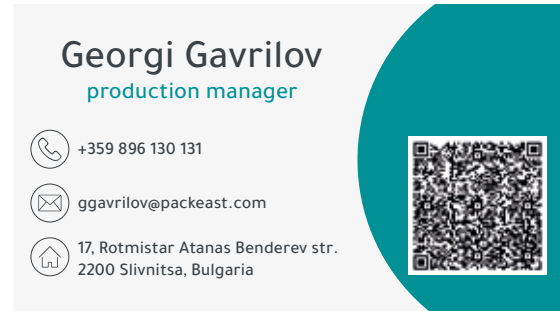 Georgi Gavrilov
production manager
+359 896 130 131
ggavrilov@packeast.com
17, Rotmistar Atanas Benderev str.
2200 Slivnitsa, Bulgaria